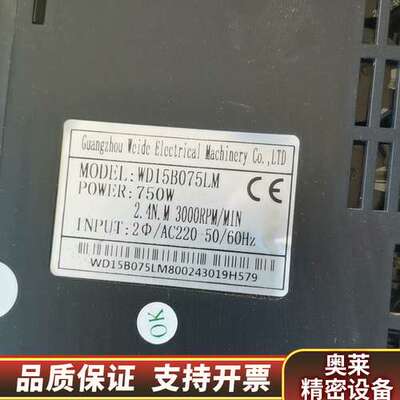 Guangzhou Weide Electrical Machinery Co.,LTD
MODEL:WD15B075LM
POWER: 750W
2.4N.M 3000RPM/MIN
INPUT:2Φ/AC220 50/60Hz
WD15B075LM800243019H579
CE
OK
品质保证 支持开票
奥莱
精密设备